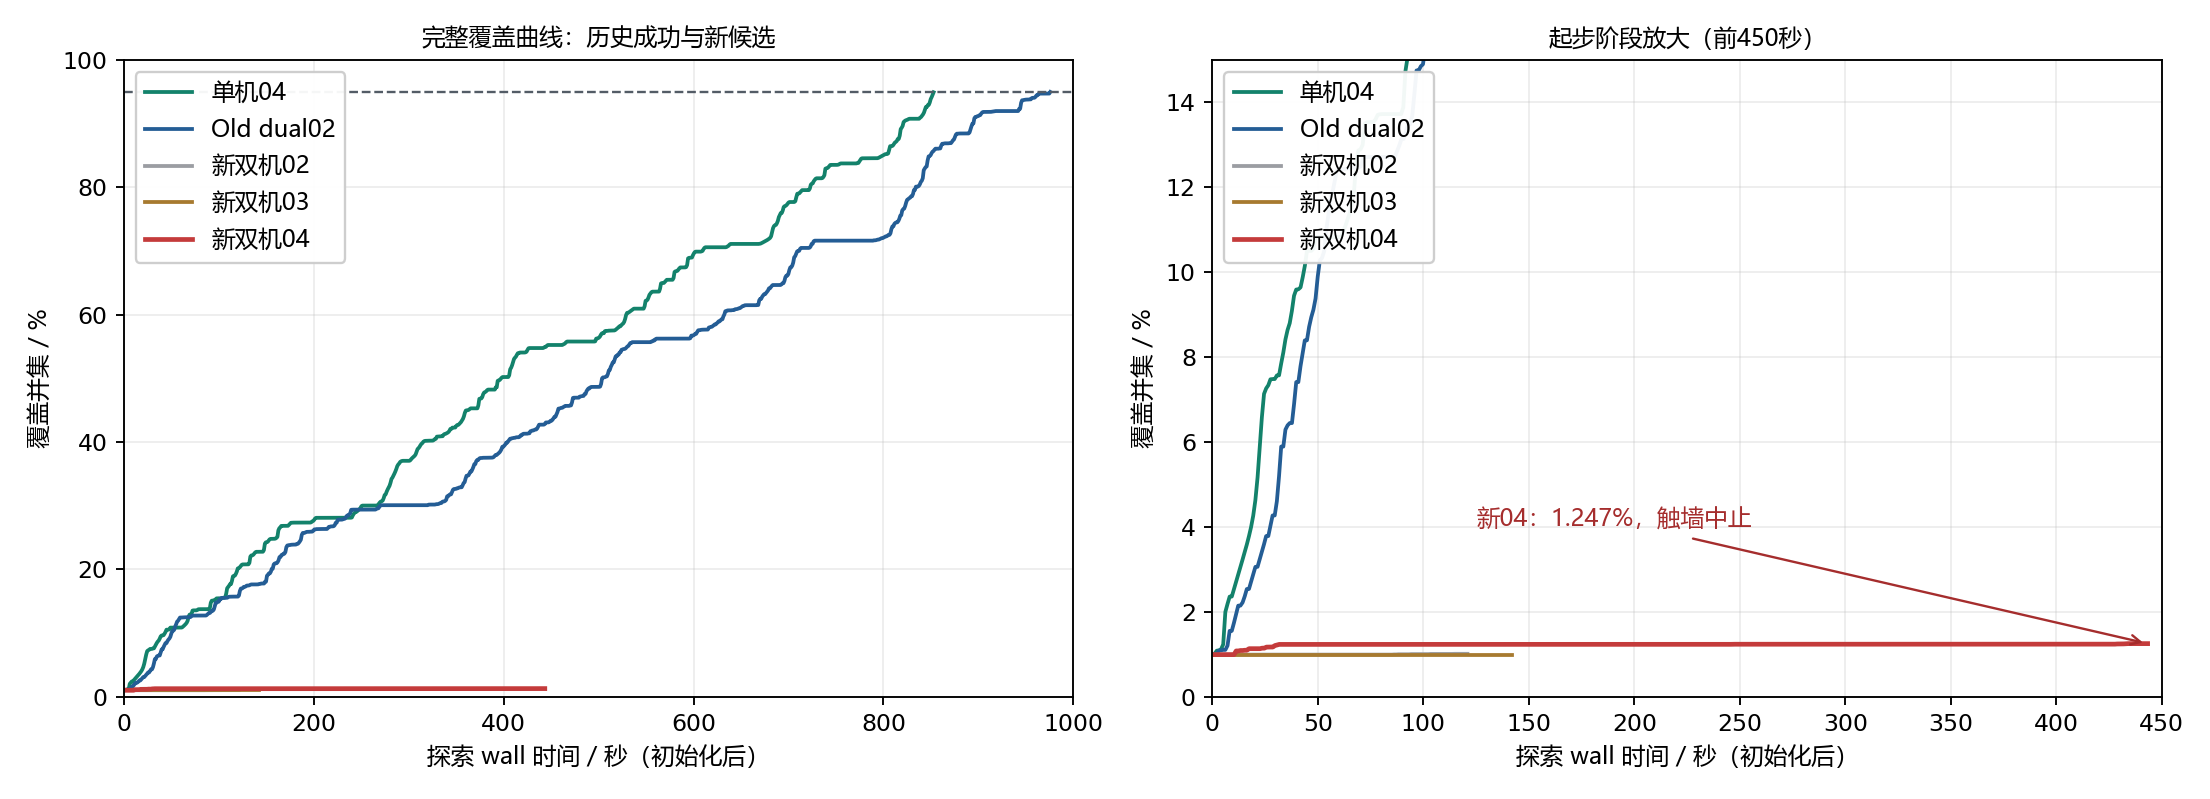 完整覆盖曲线：历史成功与新候选
100
80
60
40
20
0
覆盖并集 / %
单机04
Old dual02
新双机02
新双机03
新双机04
0 200 400 600 800 1000
探索 wall 时间 / 秒（初始化后）
起步阶段放大（前450秒）
14
12
10
8
6
4
2
0
覆盖并集 / %
单机04
Old dual02
新双机02
新双机03
新双机04
新04：1.247%，触墙中止
0 50 100 150 200 250 300 350 400 450
探索 wall 时间 / 秒（初始化后）